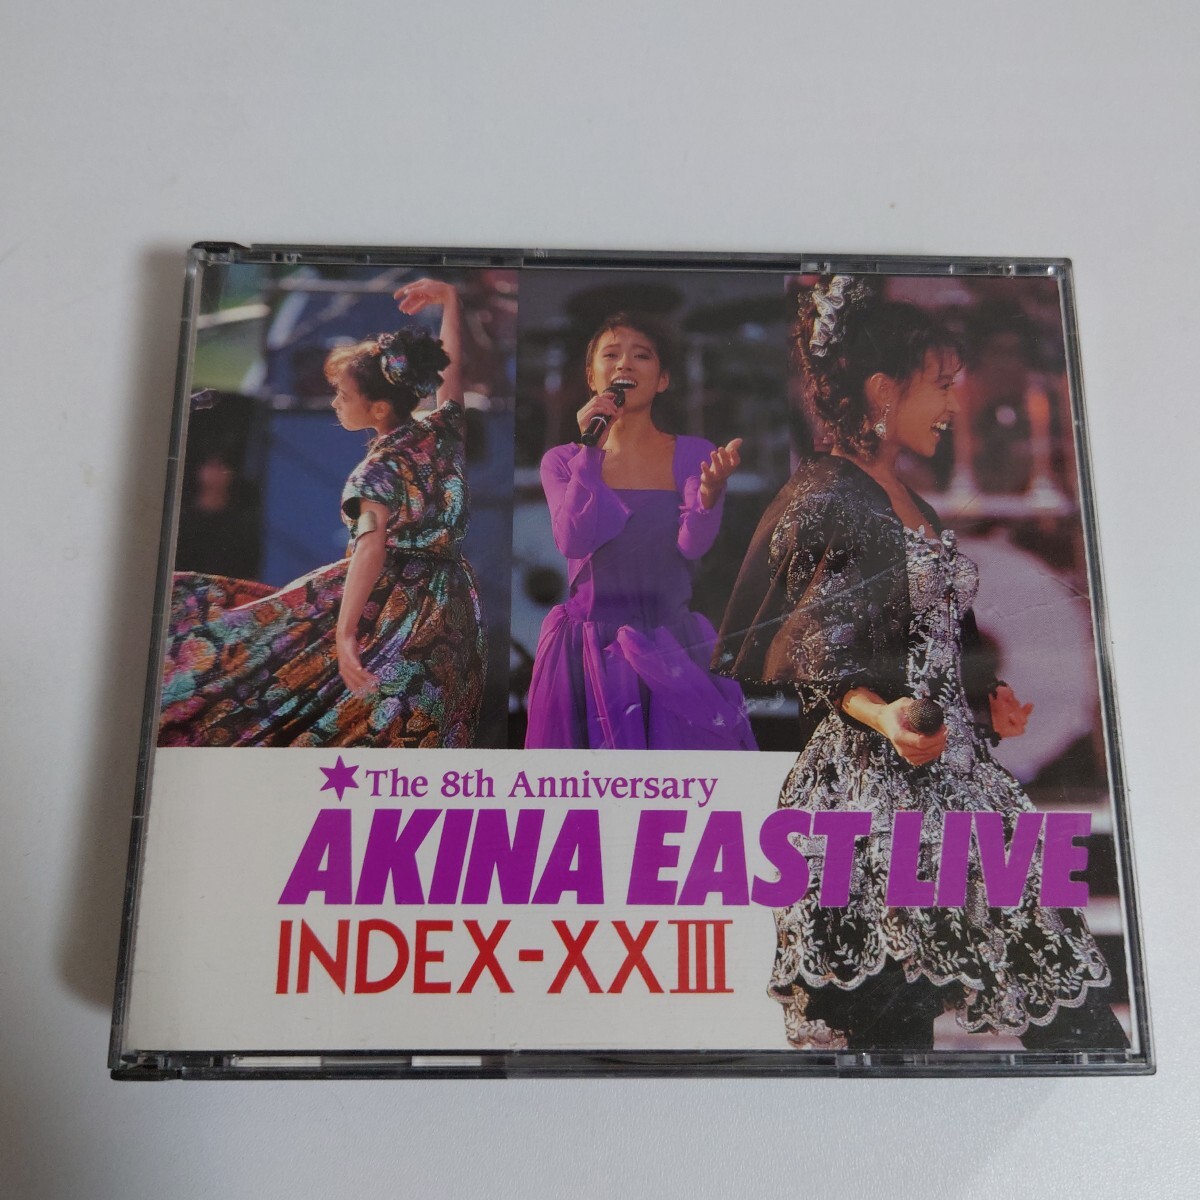 The 8th Anniversary
AKINA EAST LIVE
INDEX-XXIII